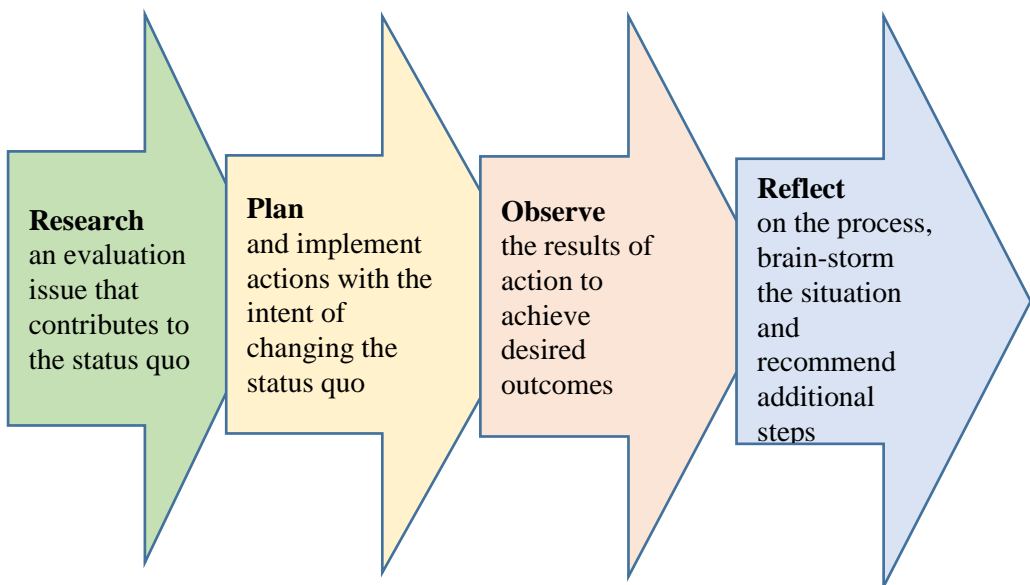 Research
an evaluation
issue that
contributes to
the status quo
Plan
and implement
actions with the
intent of
changing the
status quo
Observe
the results of
action to
achieve
desired
outcomes
Reflect
on the process,
brain-storm
the situation
and
recommend
additional
steps